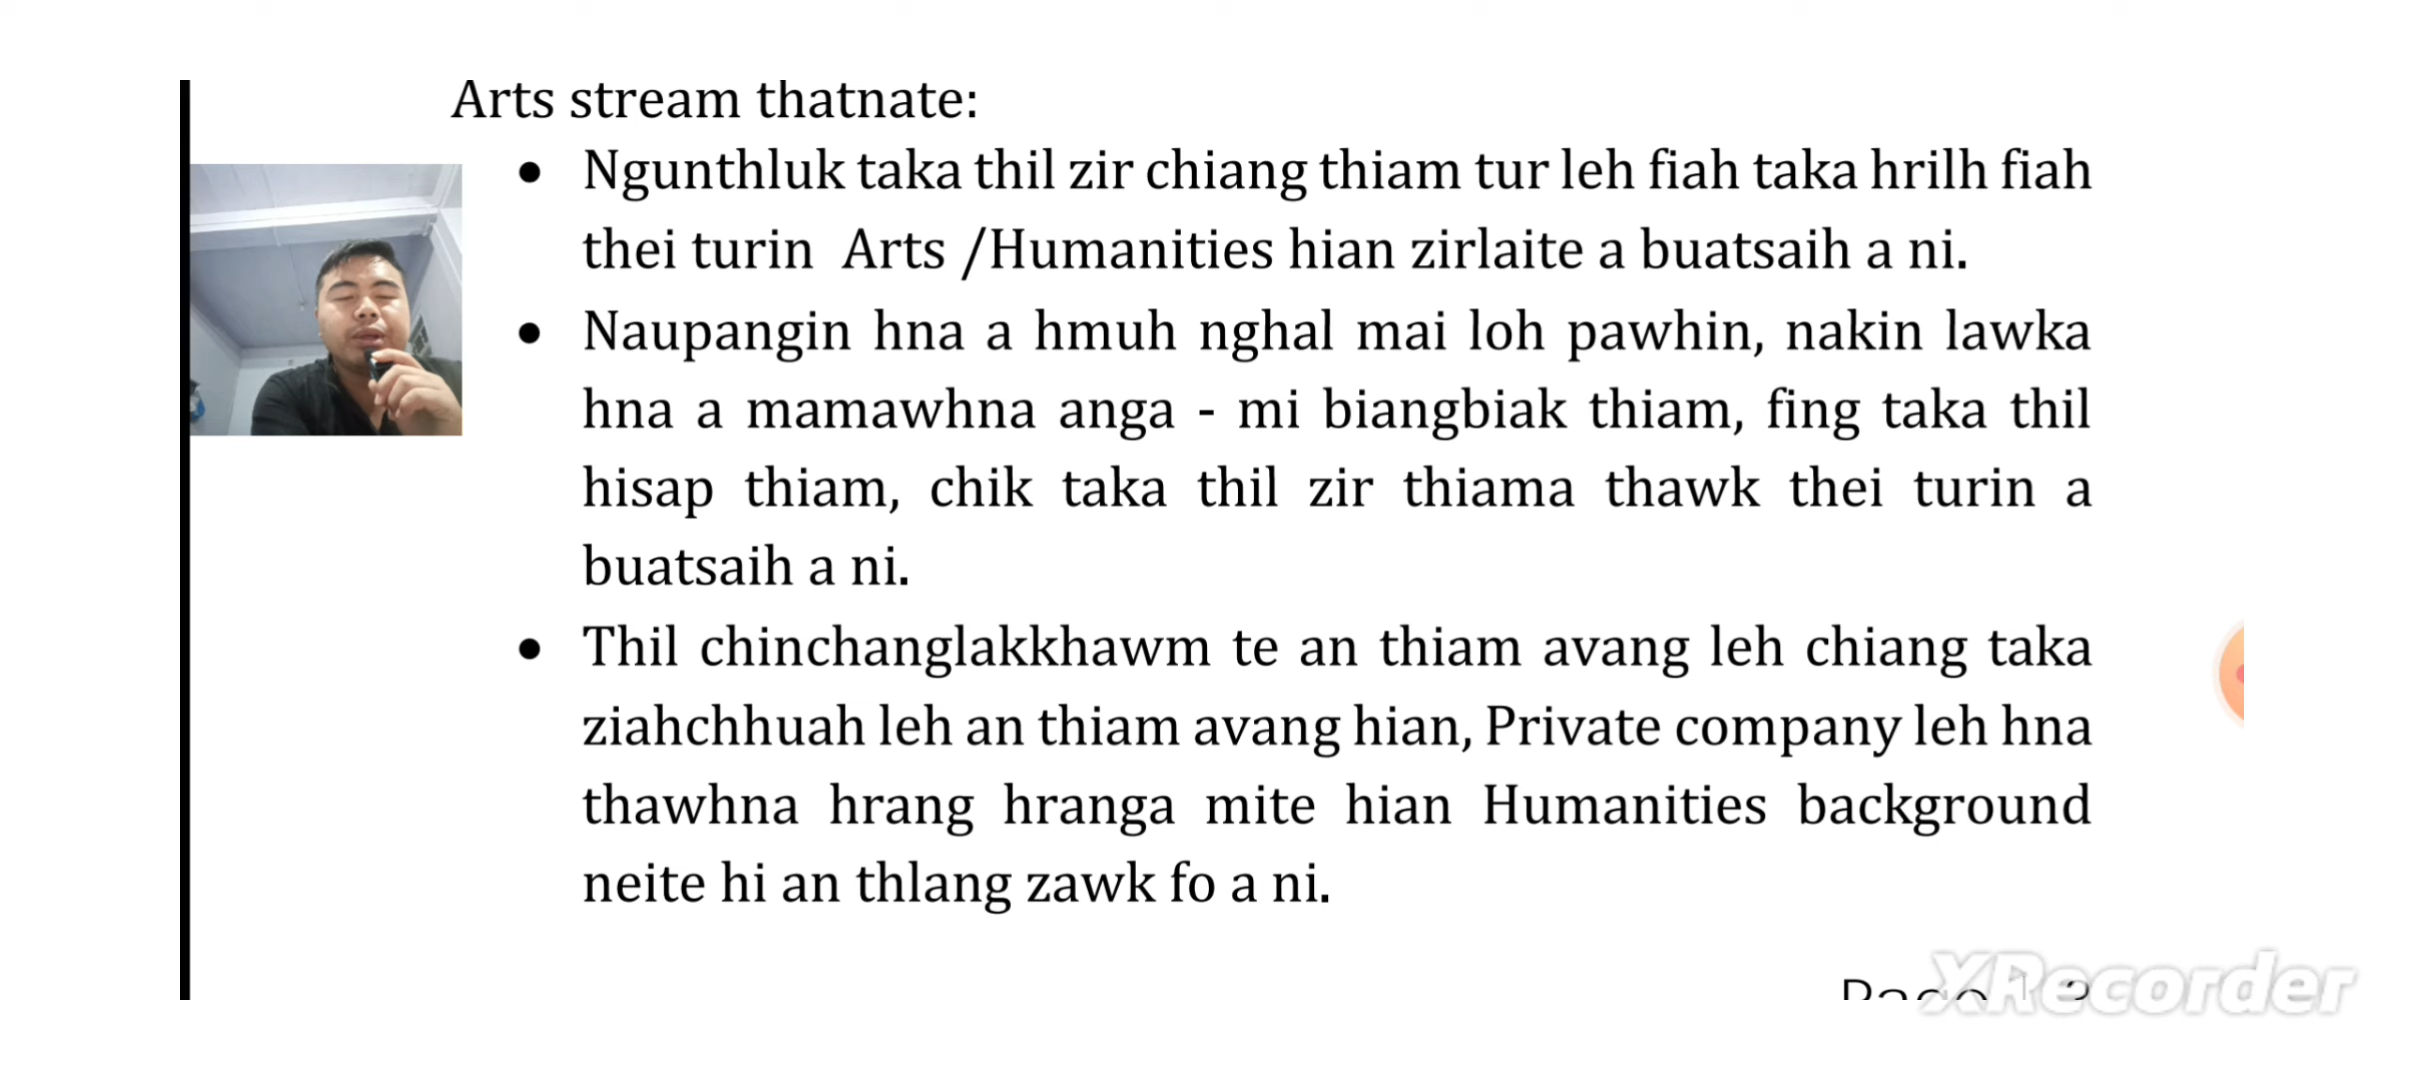 Arts stream thatnate:
• Ngunthluk taka thil zir chiang thiam tur leh fiah taka hrilh fiah
thei turin Arts /Humanities hian zirlaite a buatsaih a ni.
• Naupangin hna a hmuh nghal mai loh pawhin, nakin lawka
hna a mamawhna anga - mi biangbiak thiam, fing taka thil
hisap thiam, chik taka thil zir thiama thawk thei turin a
buatsaih a ni.
• Thil chinchanglakkhawm te an thiam avang leh chiang taka
ziahchhuah leh an thiam avang hian, Private company leh hna
thawhna hrang hranga mite hian Humanities background
neite hi an thlang zawk fo a ni.
XRecorder